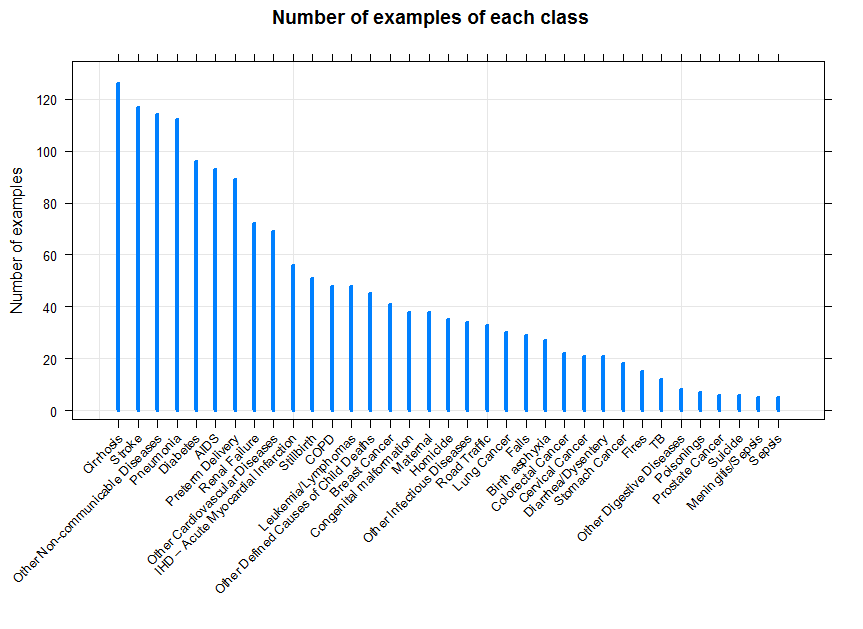 Number of examples of each class
Number of examples
120
100
80
60
40
20
0
Cirrhosis
Stroke
Other Non-communicable Diseases
Pneumonia
Diabetes
AIDS
Preterm Delivery
Renal Failure
Other Cardiovascular Diseases
IHD – Acute Myocardial Infarction
Stillbirth
COPD
Leukemia/Lymphomas
Other Defined Causes of Child Deaths
Breast Cancer
Congenital malformation
Maternal
Homicide
Other Infectious Diseases
Road Traffic
Lung Cancer
Falls
Birth asphyxia
Colorectal Cancer
Cervical Cancer
Diarrhea/Dysentery
Stomach Cancer
Fires
TB
Other Digestive Diseases
Poisonings
Prostate Cancer
Suicide
Meningitis/Sepsis
Sepsis